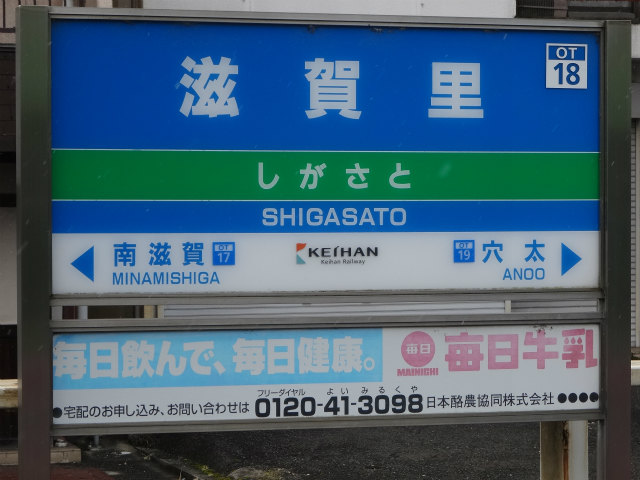 OT
18
滋賀里
しがさと
SHIGASATO
南滋賀 OT 17
MINAMISHIGA
KEIHAN
Keihan Railway
OT 19 穴太
ANOO
毎日飲んで、毎日健康。
毎日
MAINICHI
毎日牛乳
フリーダイヤル よいみるくや
●宅配のお申し込み、お問い合わせは 0120-41-3098 日本酪農協同株式会社 ●●●●